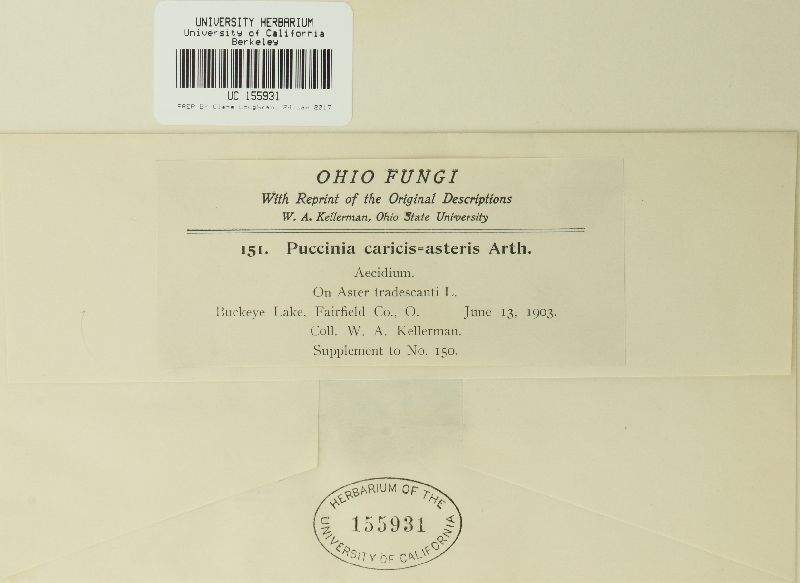 UNIVERSITY HERBARIUM
University of California
Berkeley
UC 155931
OHIO FUNGI
With Reprint of the Original Descriptions
W. A. Kellerman, Ohio State University
151. Puccinia caricis=asteris Arth.
Aecidium.
On Aster tradescanti L.
Buckeye Lake, Fairfield Co., O. June 13, 1903.
Coll. W. A. Kellerman.
Supplement to No. 150.
HERBARIUM OF THE
155931
UNIVERSITY OF CALIFORNIA